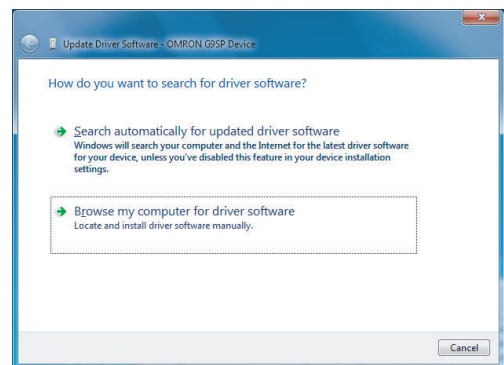 Update Driver Software - OMRON G9SP Device
How do you want to search for driver software?
Search automatically for updated driver software
Windows will search your computer and the Internet for the latest driver software
for your device, unless you've disabled this feature in your device installation
settings.
Browse my computer for driver software
Locate and install driver software manually.
Cancel